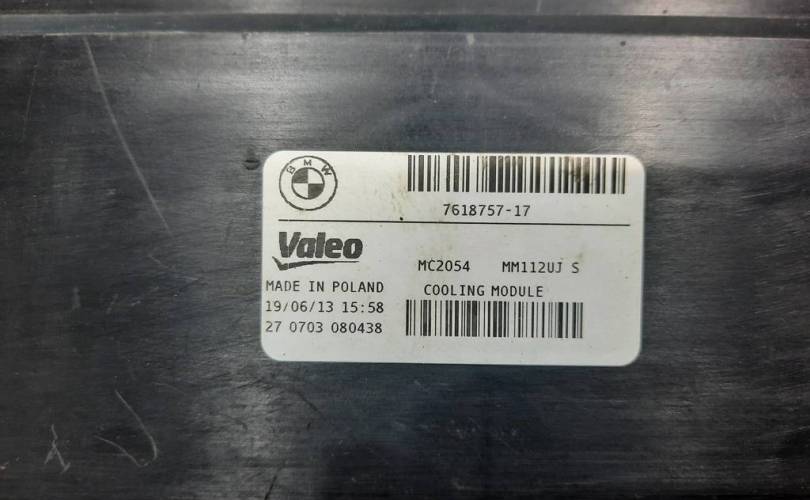 BMW
7618757-17
Valeo
MC2054 MM112UJ S
MADE IN POLAND
COOLING MODULE
19/06/13 15:58
27 0703 080438